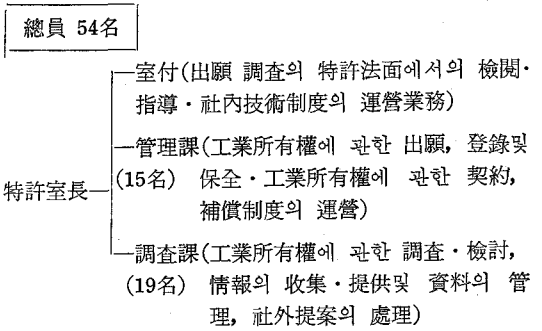 總員 54名
室付(出願 調査의 特許法面에서의 檢閱·
指導·社內技術制度의 運營業務)
管理課(工業所有權에 관한 出願, 登錄및
(15名) 保全·工業所有權에 관한 契約,
特許室長
補償制度의 運營)
調査課(工業所有權에 관한 調査·檢討,
(19名) 情報의 收集·提供및 資料의 管
理, 社外提案의 處理)